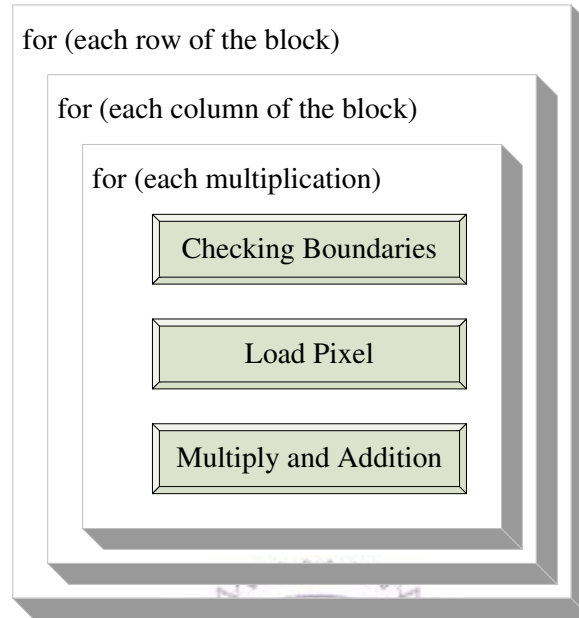 for (each row of the block)
for (each column of the block)
for (each multiplication)
Checking Boundaries
Load Pixel
Multiply and Addition